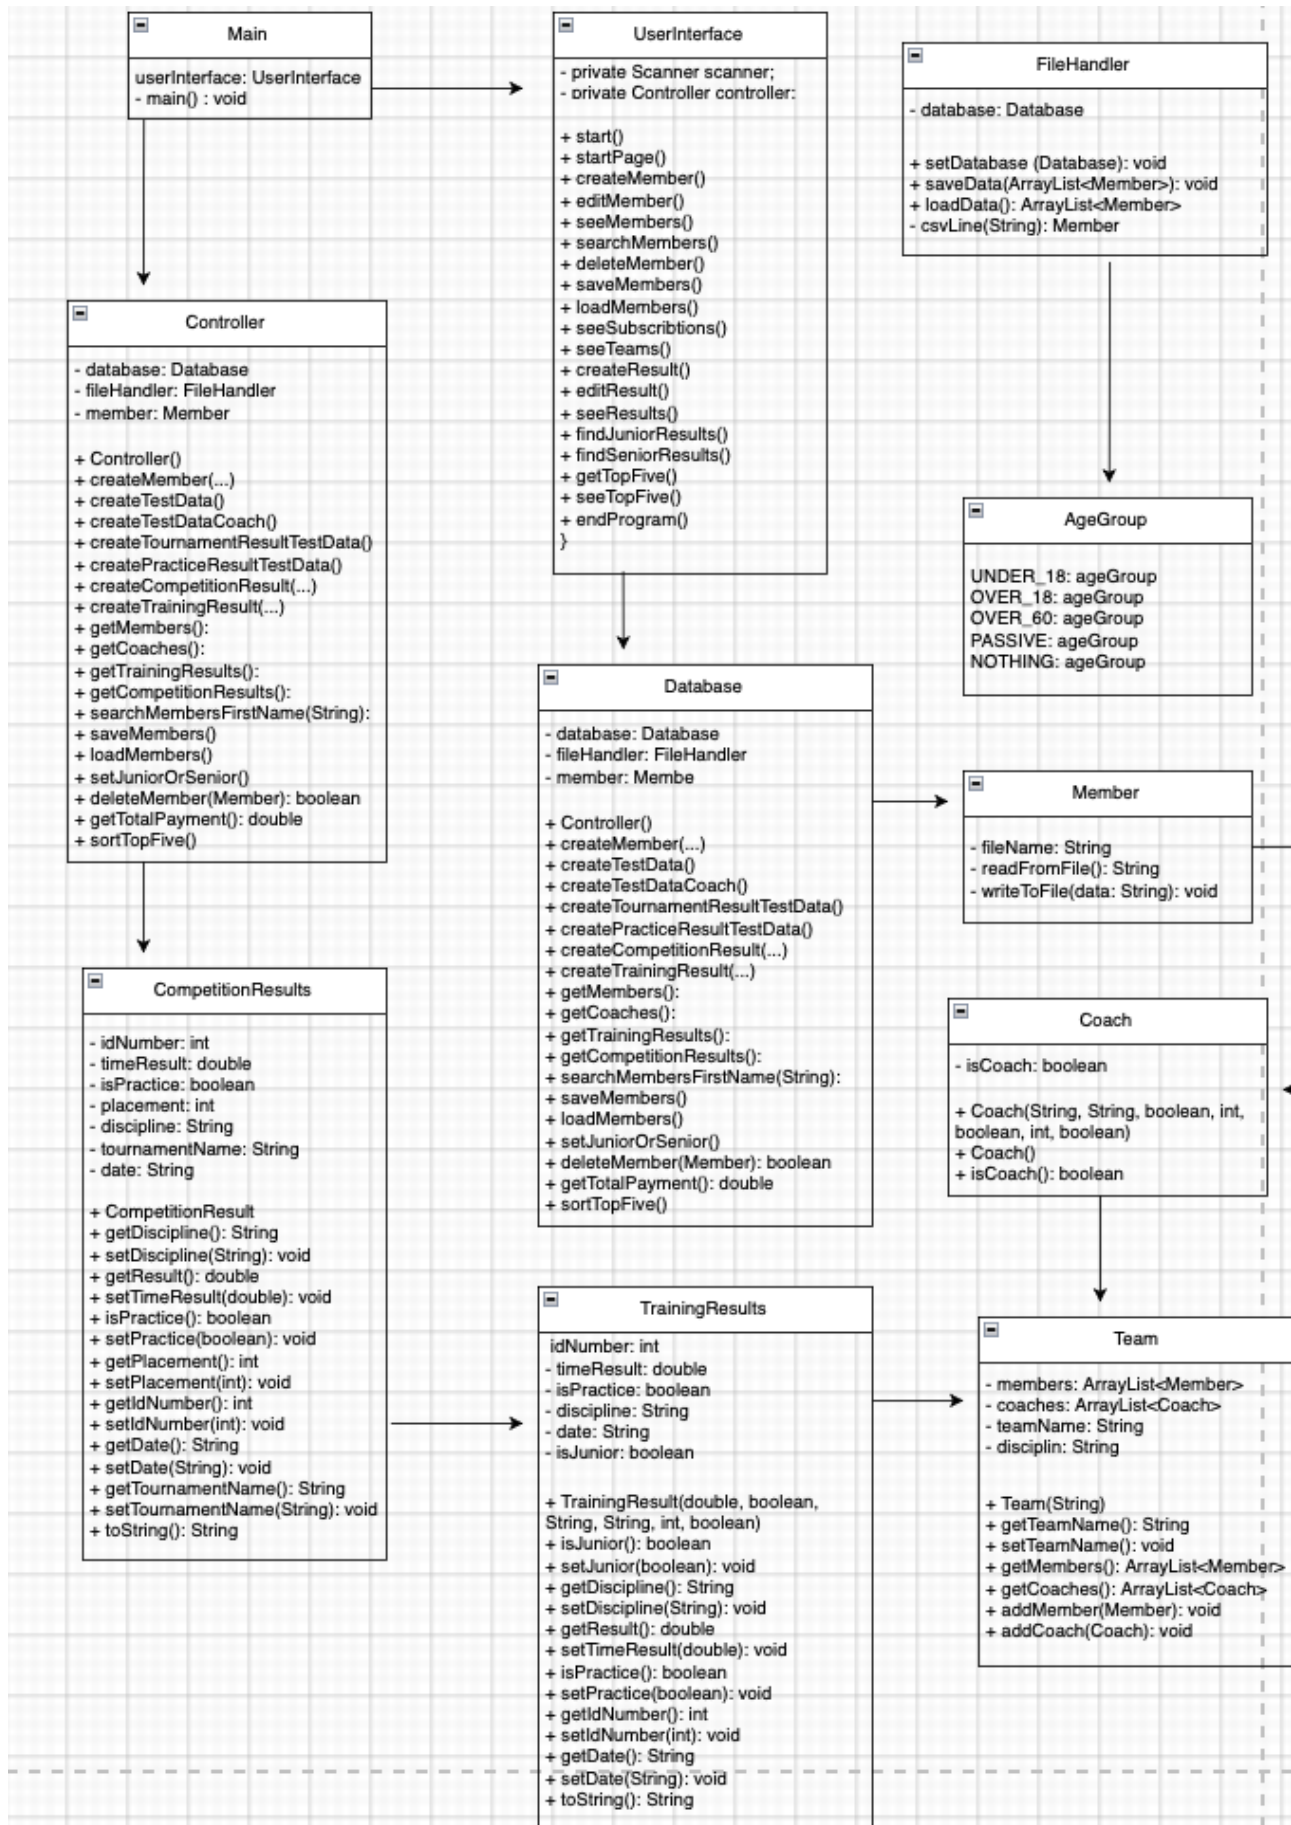 Main
userInterface: UserInterface
- main() : void
UserInterface
- private Scanner scanner;
- private Controller controller;
+ start()
+ startPage()
+ createMember()
+ editMember()
+ seeMembers()
+ searchMembers()
+ deleteMember()
+ saveMembers()
+ loadMembers()
+ seeSubscribtions()
+ seeTeams()
+ createResult()
+ editResult()
+ seeResults()
+ findJuniorResults()
+ findSeniorResults()
+ getTopFive()
+ seeTopFive()
+ endProgram()
}
FileHandler
- database: Database
+ setDatabase (Database): void
+ saveData(ArrayList<Member>): void
+ loadData(): ArrayList<Member>
- csvLine(String): Member
Controller
- database: Database
- fileHandler: FileHandler
- member: Member
+ Controller()
+ createMember(...)
+ createTestData()
+ createTestDataCoach()
+ createTournamentResultTestData()
+ createPracticeResultTestData()
+ createCompetitionResult(...)
+ createTrainingResult(...)
+ getMembers():
+ getCoaches():
+ getTrainingResults():
+ getCompetitionResults():
+ searchMembersFirstName(String):
+ saveMembers()
+ loadMembers()
+ setJuniorOrSenior()
+ deleteMember(Member): boolean
+ getTotalPayment(): double
+ sortTopFive()
AgeGroup
UNDER_18: ageGroup
OVER_18: ageGroup
OVER_60: ageGroup
PASSIVE: ageGroup
NOTHING: ageGroup
Database
- database: Database
- fileHandler: FileHandler
- member: Membe
+ Controller()
+ createMember(...)
+ createTestData()
+ createTestDataCoach()
+ createTournamentResultTestData()
+ createPracticeResultTestData()
+ createCompetitionResult(...)
+ createTrainingResult(...)
+ getMembers():
+ getCoaches():
+ getTrainingResults():
+ getCompetitionResults():
+ searchMembersFirstName(String):
+ saveMembers()
+ loadMembers()
+ setJuniorOrSenior()
+ deleteMember(Member): boolean
+ getTotalPayment(): double
+ sortTopFive()
Member
- fileName: String
- readFromFile(): String
- writeToFile(data: String): void
CompetitionResults
- idNumber: int
- timeResult: double
- isPractice: boolean
- placement: int
- discipline: String
- tournamentName: String
- date: String
+ CompetitionResult
+ getDiscipline(): String
+ setDiscipline(String): void
+ getResult(): double
+ setTimeResult(double): void
+ isPractice(): boolean
+ setPractice(boolean): void
+ getPlacement(): int
+ setPlacement(int): void
+ getIdNumber(): int
+ setIdNumber(int): void
+ getDate(): String
+ setDate(String): void
+ getTournamentName(): String
+ setTournamentName(String): void
+ toString(): String
Coach
- isCoach: boolean
+ Coach(String, String, boolean, int,
boolean, int, boolean)
+ Coach()
+ isCoach(): boolean
TrainingResults
idNumber: int
- timeResult: double
- isPractice: boolean
- discipline: String
- date: String
- isJunior: boolean
+ TrainingResult(double, boolean,
String, String, int, boolean)
+ isJunior(): boolean
+ setJunior(boolean): void
+ getDiscipline(): String
+ setDiscipline(String): void
+ getResult(): double
+ setTimeResult(double): void
+ isPractice(): boolean
+ setPractice(boolean): void
+ getIdNumber(): int
+ setIdNumber(int): void
+ getDate(): String
+ setDate(String): void
+ toString(): String
Team
- members: ArrayList<Member>
- coaches: ArrayList<Coach>
- teamName: String
- disciplin: String
+ Team(String)
+ getTeamName(): String
+ setTeamName(): void
+ getMembers(): ArrayList<Member>
+ getCoaches(): ArrayList<Coach>
+ addMember(Member): void
+ addCoach(Coach): void